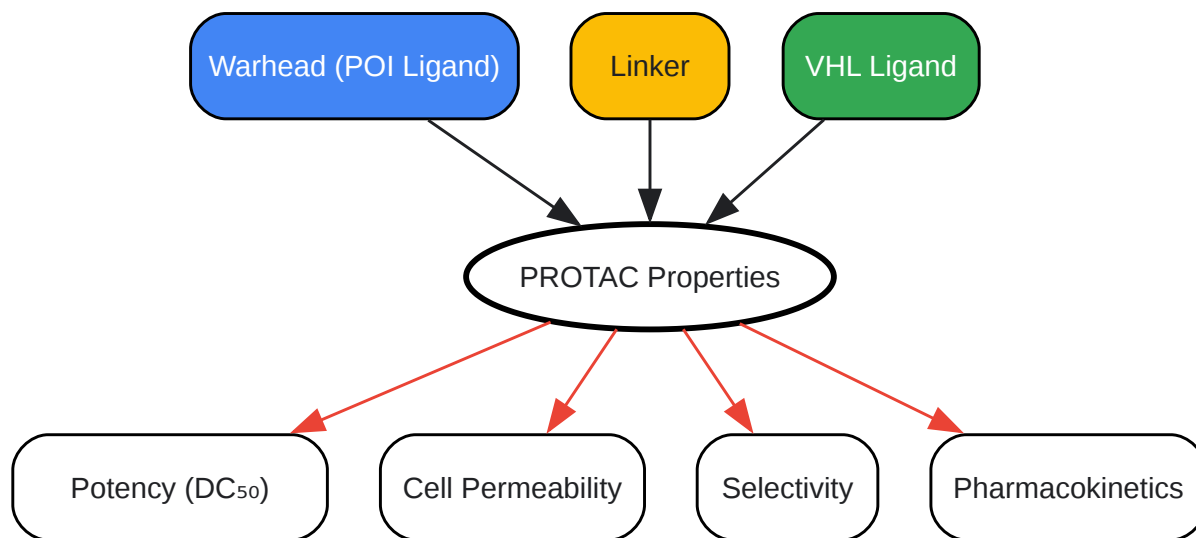 Warhead (POI Ligand)
Linker
VHL Ligand
PROTAC Properties
Potency (DC₅₀)
Cell Permeability
Selectivity
Pharmacokinetics